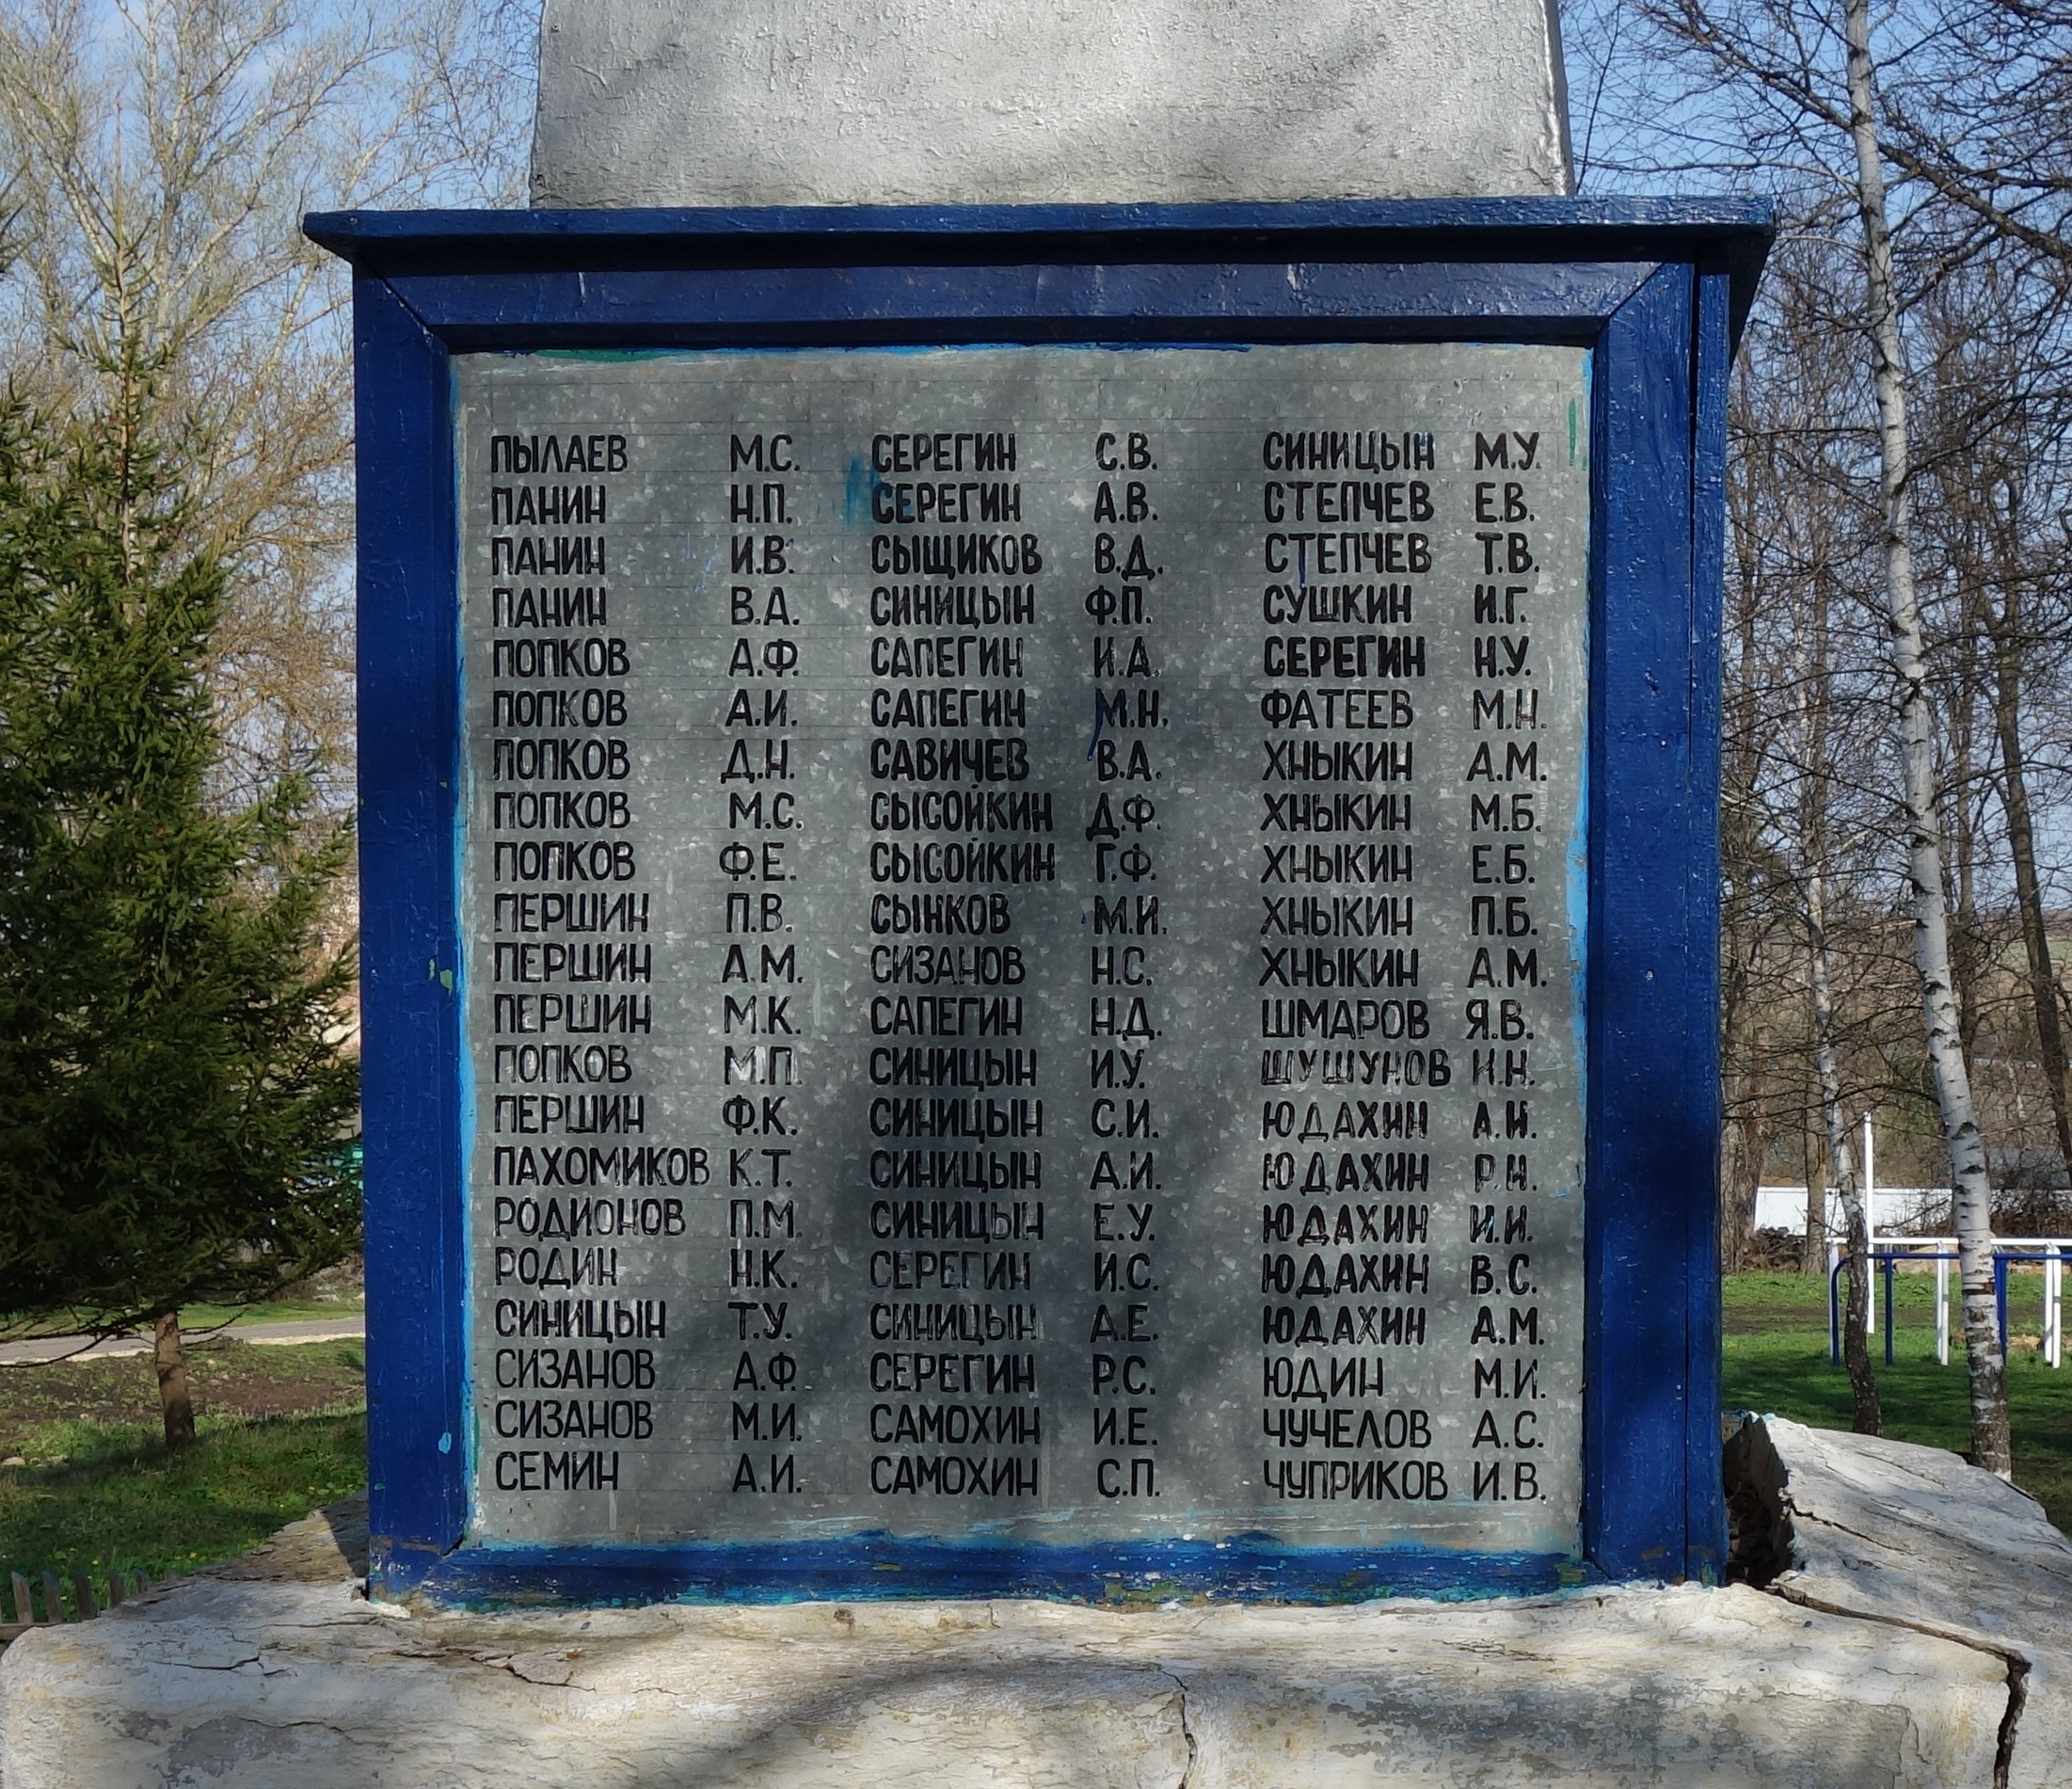 ПЫЛАЕВ М.С. СЕРЕГИН С.В. СИНИЦЫН М.У.
ПАНИН Н.П. СЕРЕГИН А.В. СТЕПЧЕВ Е.В.
ПАНИН И.В. СЫЩИКОВ В.Д. СТЕПЧЕВ Т.В.
ПАНИН В.А. СИНИЦЫН Ф.П. СУШКИН И.Г.
ПОПКОВ А.Ф. САПЕГИН И.А. СЕРЕГИН Н.У.
ПОПКОВ А.И. САПЕГИН М.Н. ФАТЕЕВ М.Н.
ПОПКОВ Д.Н. САВИЧЕВ В.А. ХНЫКИН А.М.
ПОПКОВ М.С. СЫСОЙКИН Д.Ф. ХНЫКИН М.Б.
ПОПКОВ Ф.Е. СЫСОЙКИН Г.Ф. ХНЫКИН Е.Б.
ПЕРШИН П.В. СЫНКОВ М.И. ХНЫКИН П.Б.
ПЕРШИН А.М. СИЗАНОВ Н.С. ХНЫКИН А.М.
ПЕРШИН М.К. САПЕГИН Н.Д. ШМАРОВ Я.В.
ПОПКОВ М.П. СИНИЦЫН И.У. ШУШУНОВ И.Н.
ПЕРШИН Ф.К. СИНИЦЫН С.И. ЮДАХИН А.И.
ПАХОМИКОВ К.Т. СИНИЦЫН А.И. ЮДАХИН Р.Н.
РОДИОНОВ П.М. СИНИЦЫН Е.У. ЮДАХИН И.И.
РОДИН Н.К. СЕРЕГИН И.С. ЮДАХИН В.С.
СИНИЦЫН Т.У. СИНИЦЫН А.Е. ЮДАХИН А.М.
СИЗАНОВ А.Ф. СЕРЕГИН Р.С. ЮДИН М.И.
СИЗАНОВ М.И. САМОХИН И.Е. ЧУЧЕЛОВ А.С.
СЕМИН А.И. САМОХИН С.П. ЧУПРИКОВ И.В.